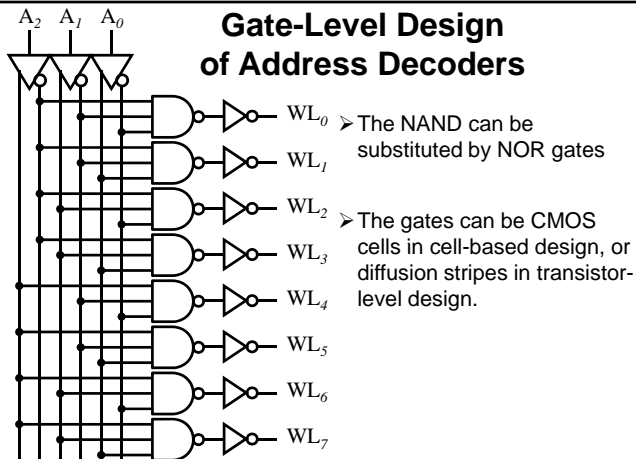 A2 A1 A0
Gate-Level Design
of Address Decoders
WL0
WL1
WL2
WL3
WL4
WL5
WL6
WL7
➢ The NAND can be
substituted by NOR gates
➢ The gates can be CMOS
cells in cell-based design, or
diffusion stripes in transistor-
level design.